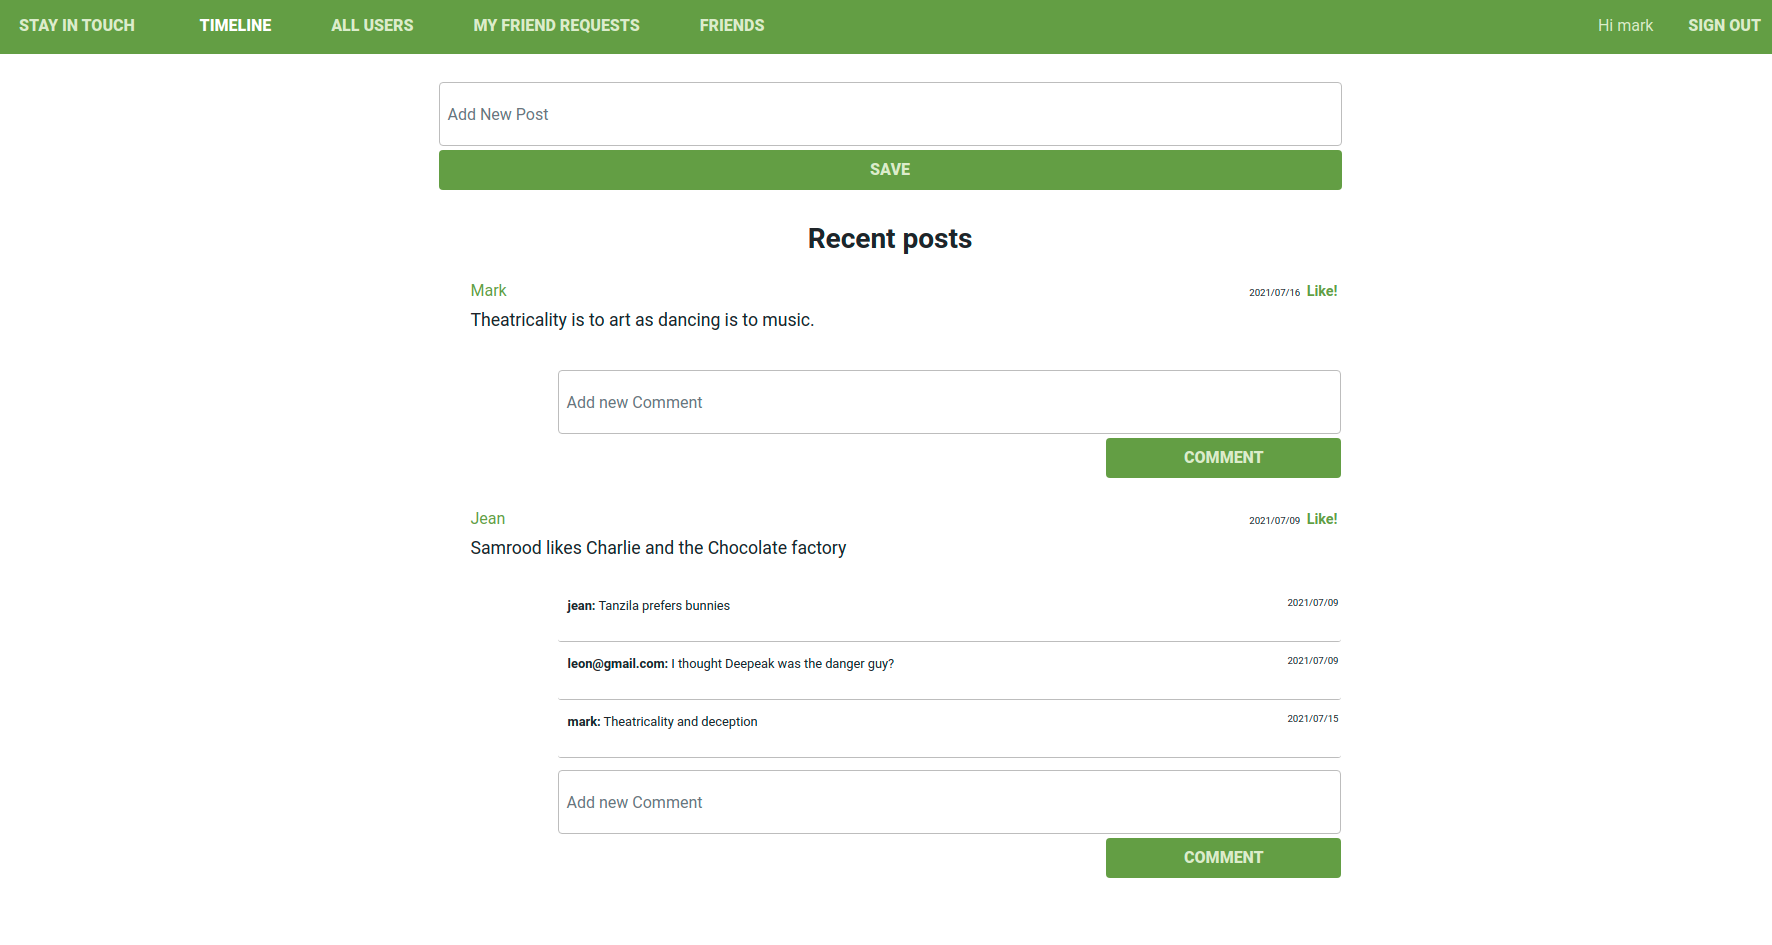 STAY IN TOUCH TIMELINE ALL USERS MY FRIEND REQUESTS FRIENDS Hi mark SIGN OUT
Add New Post
SAVE
Recent posts
Mark 2021/07/16 Like!
Theatricality is to art as dancing is to music.
Add new Comment
COMMENT
Jean 2021/07/09 Like!
Samrood likes Charlie and the Chocolate factory
jean: Tanzila prefers bunnies 2021/07/09
leon@gmail.com: I thought Deepeak was the danger guy? 2021/07/09
mark: Theatricality and deception 2021/07/15
Add new Comment
COMMENT